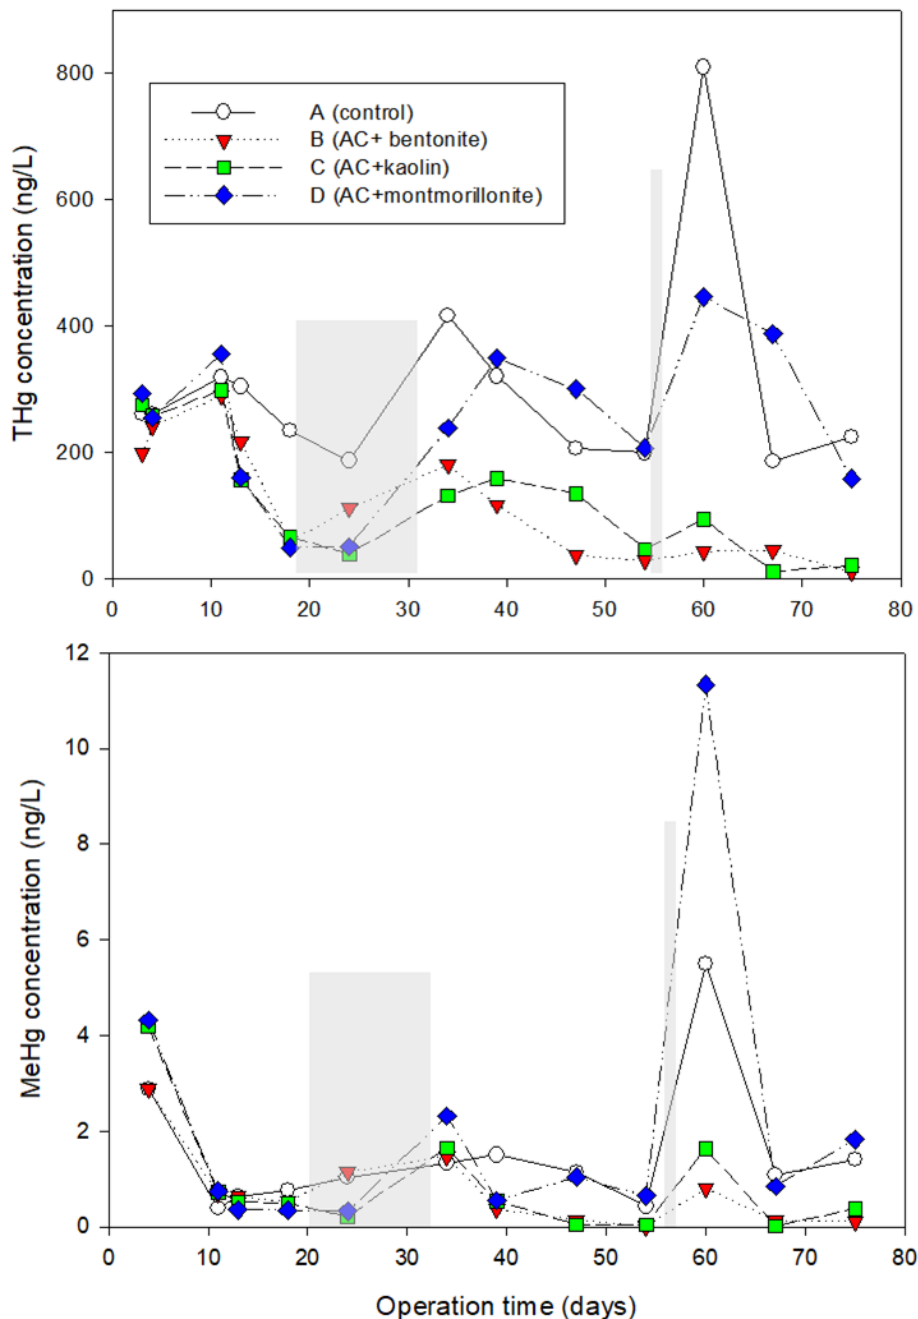 800
600
400
200
0
THg concentration (ng/L)
A (control)
B (AC+ bentonite)
C (AC+kaolin)
D (AC+montmorillonite)
0 10 20 30 40 50 60 70 80
12
10
8
6
4
2
0
MeHg concentration (ng/L)
0 10 20 30 40 50 60 70 80
Operation time (days)